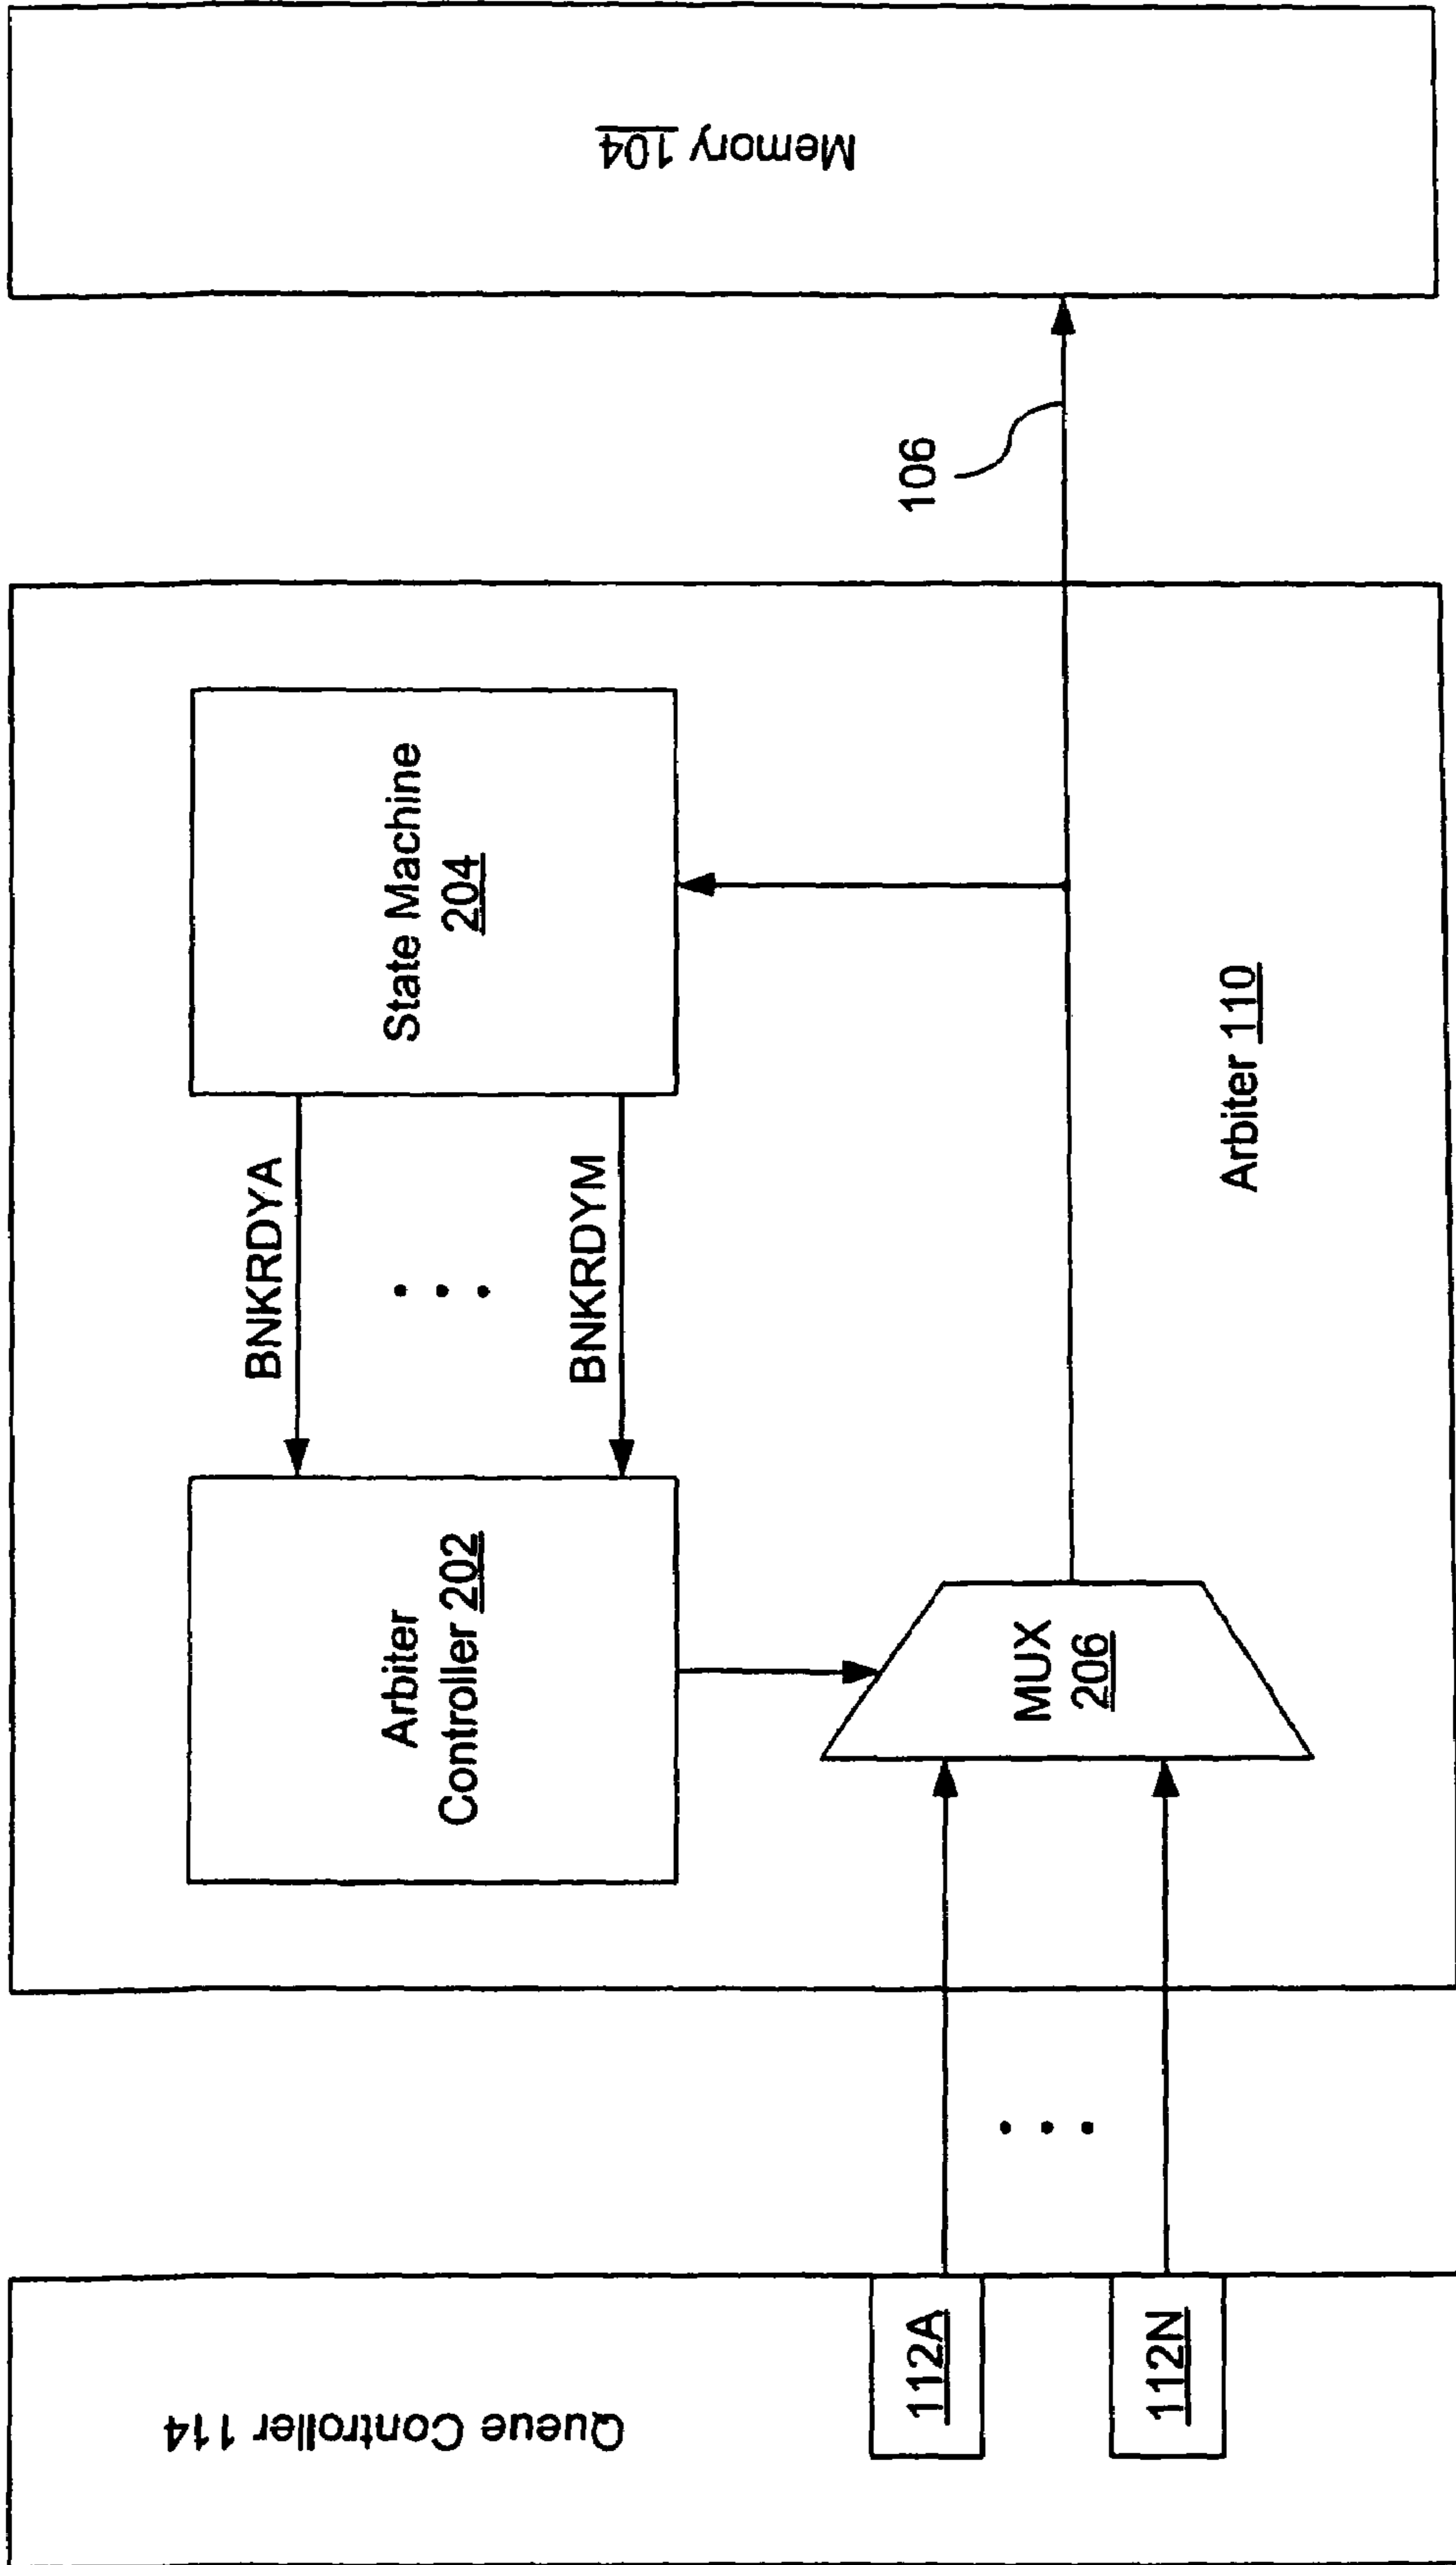 Queue Controller 114
112A
112N
Arbiter
Controller 202
BNKRDYA
BNKRDYM
State Machine
204
MUX
206
Arbiter 110
106
Memory 104